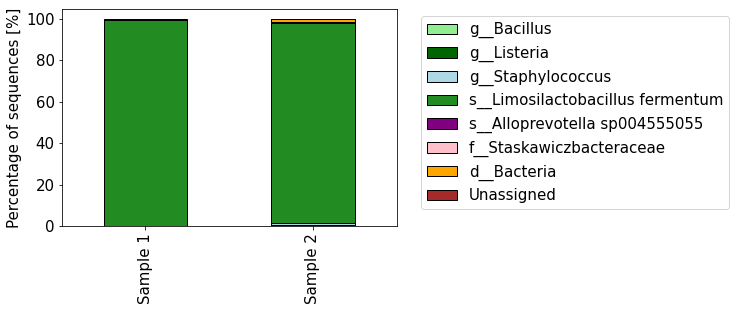 Percentage of sequences [%]
100
80
60
40
20
0
Sample 1
Sample 2
g__Bacillus
g__Listeria
g__Staphylococcus
s__Limosilactobacillus fermentum
s__Alloprevotella sp004555055
f__Staskawiczbacteraceae
d__Bacteria
Unassigned